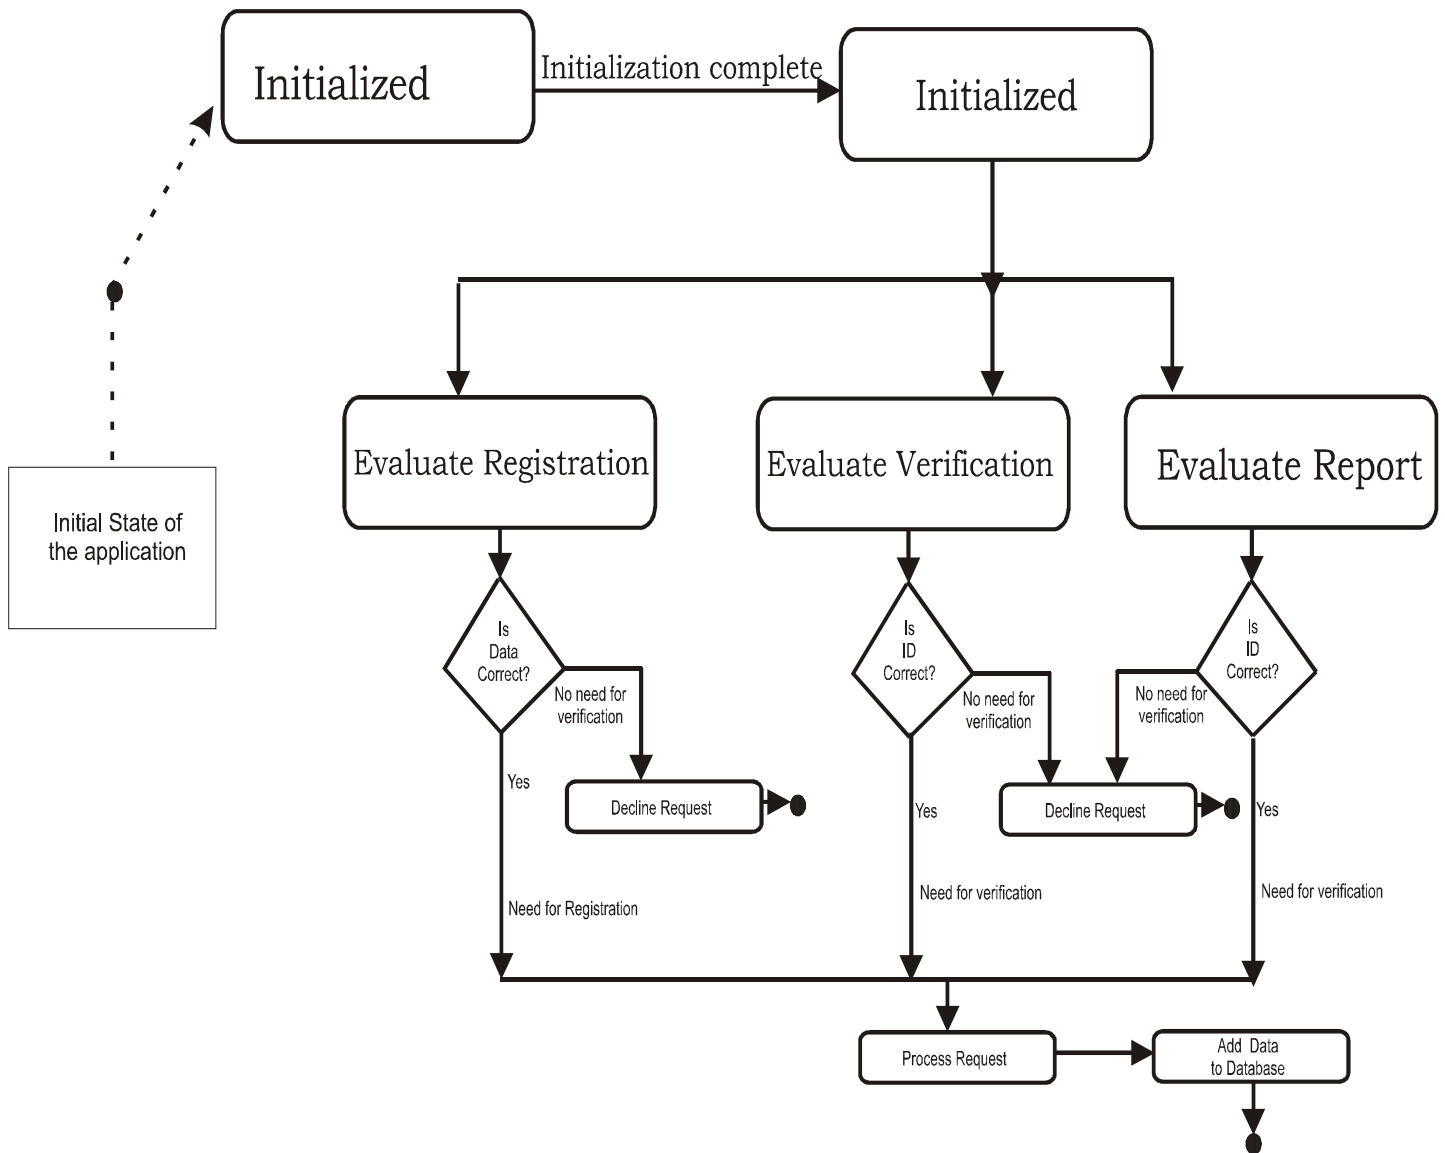 Initialized
Initialization complete
Initialized
Evaluate Registration
Evaluate Verification
Evaluate Report
Initial State of
the application
Is
Data
Correct?
No need for
verification
Yes
Decline Request
Need for Registration
Is
ID
Correct?
No need for
verification
Yes
Need for verification
Is
ID
Correct?
No need for
verification
Decline Request
Yes
Need for verification
Process Request
Add Data
to Database